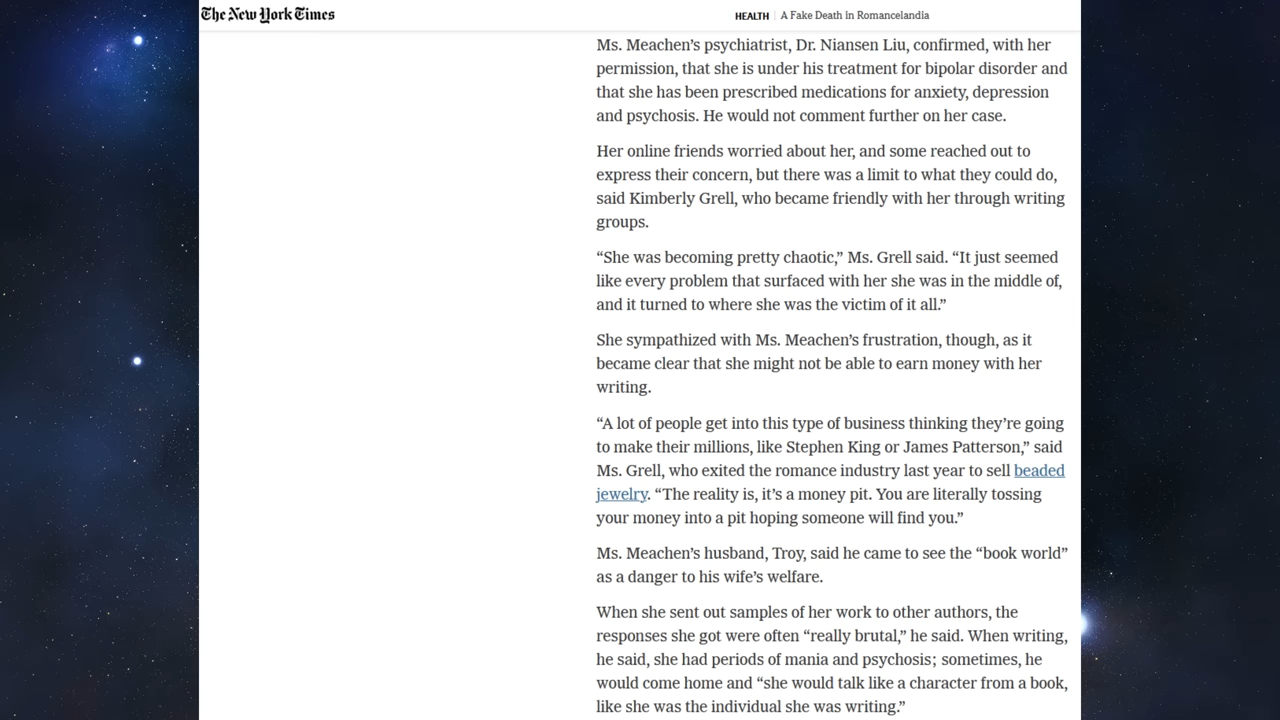 The New York Times
HEALTH | A Fake Death in Romancelandia
Ms. Meachen’s psychiatrist, Dr. Niansen Liu, confirmed, with her
permission, that she is under his treatment for bipolar disorder and
that she has been prescribed medications for anxiety, depression
and psychosis. He would not comment further on her case.
Her online friends worried about her, and some reached out to
express their concern, but there was a limit to what they could do,
said Kimberly Grell, who became friendly with her through writing
groups.
“She was becoming pretty chaotic,” Ms. Grell said. “It just seemed
like every problem that surfaced with her she was in the middle of,
and it turned to where she was the victim of it all.”
She sympathized with Ms. Meachen’s frustration, though, as it
became clear that she might not be able to earn money with her
writing.
“A lot of people get into this type of business thinking they’re going
to make their millions, like Stephen King or James Patterson,” said
Ms. Grell, who exited the romance industry last year to sell beaded
jewelry. “The reality is, it’s a money pit. You are literally tossing
your money into a pit hoping someone will find you.”
Ms. Meachen’s husband, Troy, said he came to see the “book world”
as a danger to his wife’s welfare.
When she sent out samples of her work to other authors, the
responses she got were often “really brutal,” he said. When writing,
he said, she had periods of mania and psychosis; sometimes, he
would come home and “she would talk like a character from a book,
like she was the individual she was writing.”